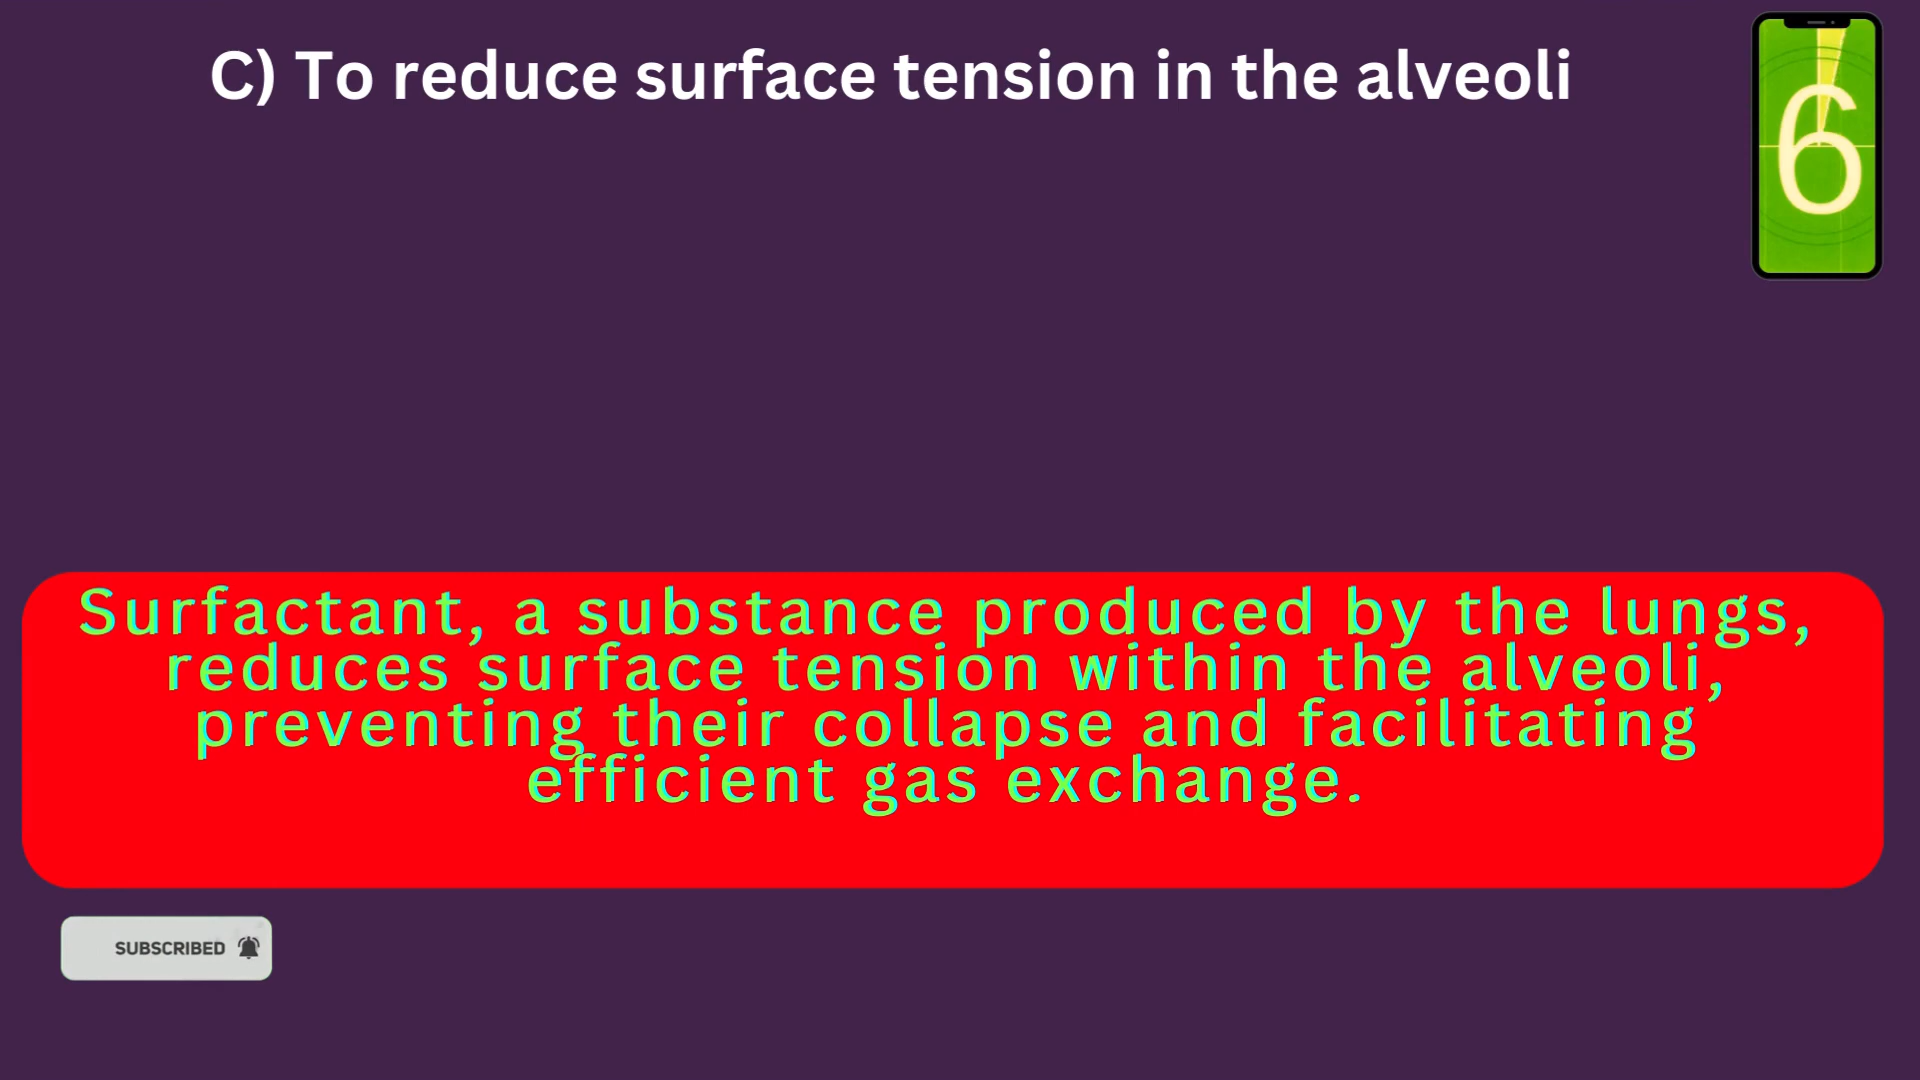 C) To reduce surface tension in the alveoli
6
Surfactant, a substance produced by the lungs,
reduces surface tension within the alveoli,
preventing their collapse and facilitating
efficient gas exchange.
SUBSCRIBED